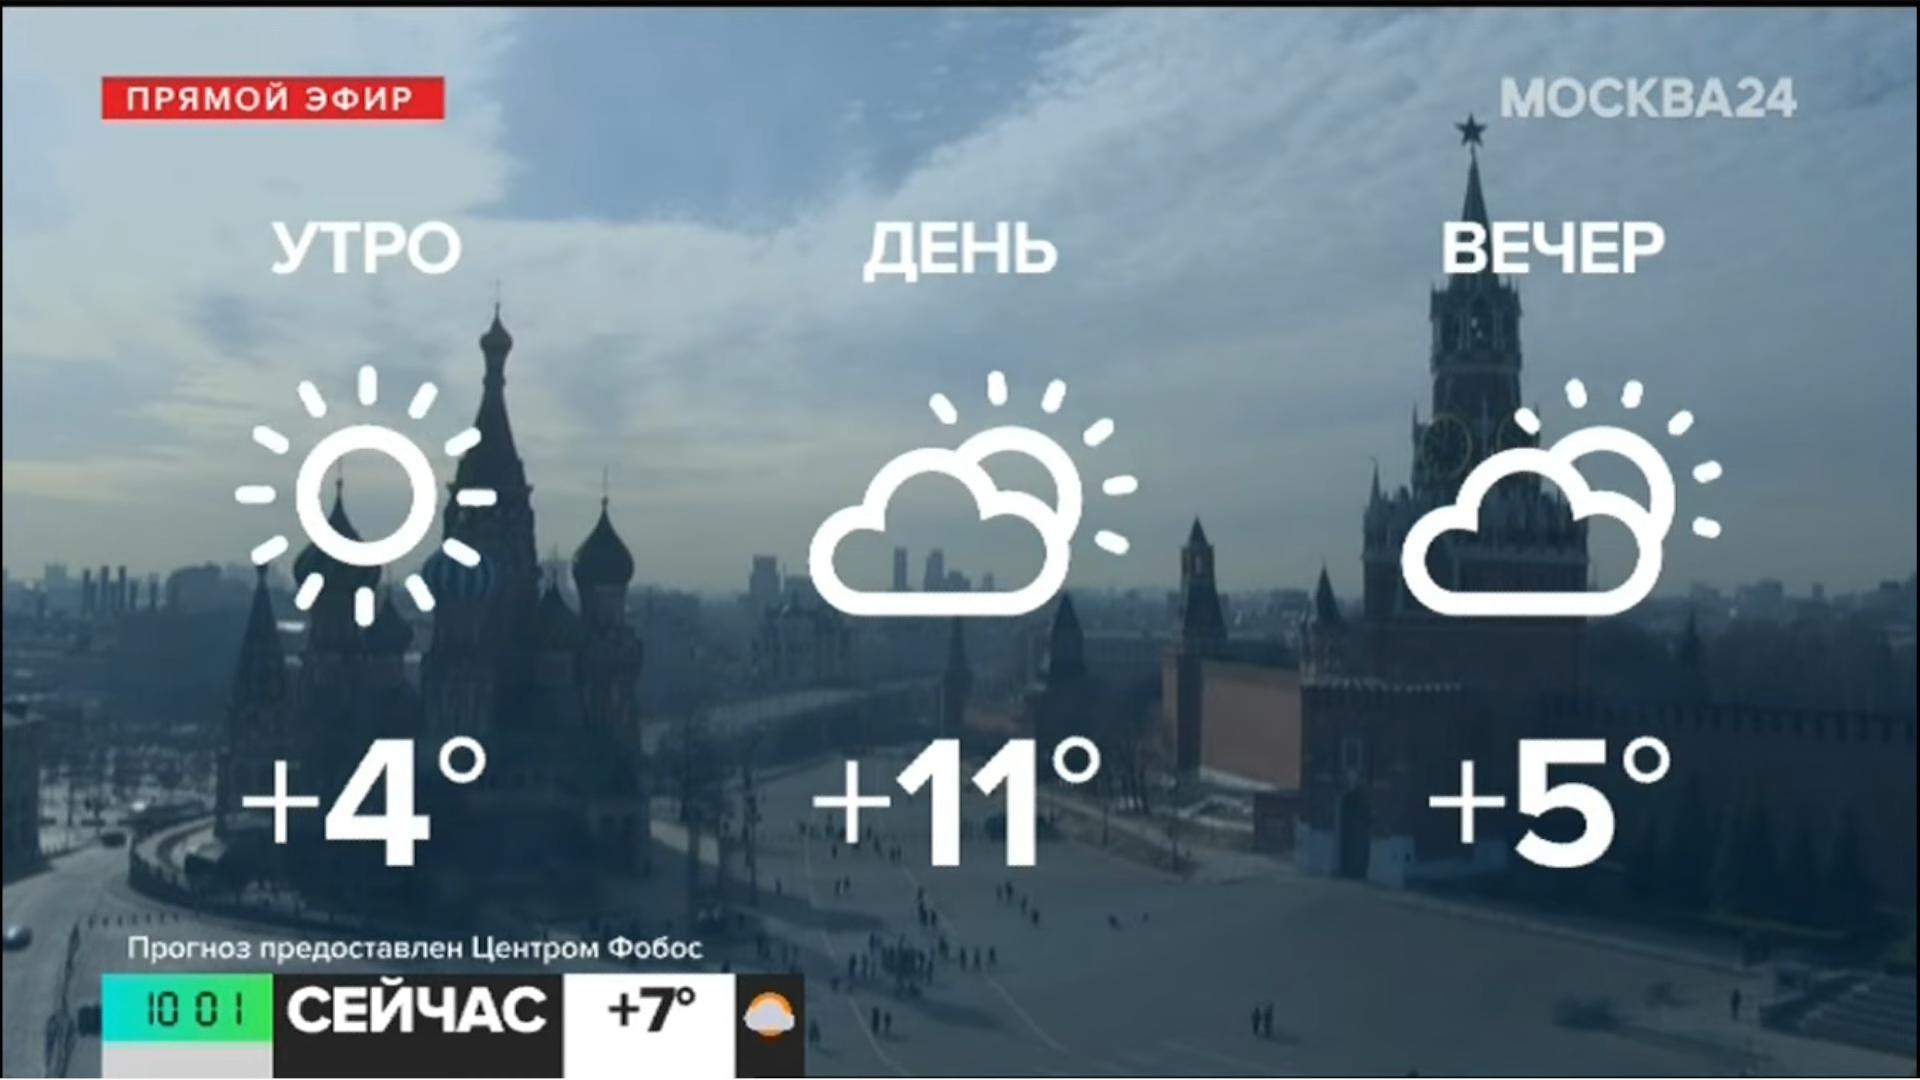 ПРЯМОЙ ЭФИР
МОСКВА24
УТРО
ДЕНЬ
ВЕЧЕР
+4°
+11°
+5°
Прогноз предоставлен Центром Фобос
10 01 СЕЙЧАС +7°